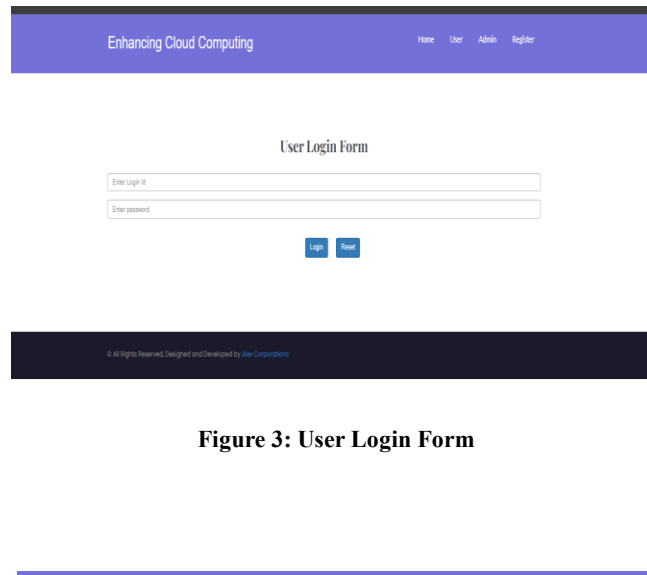 Enhancing Cloud Computing
Home User Admin Register
User Login Form
Enter Login Id
Enter password
Login Reset
© All Rights Reserved. Designed and Developed by Alex Corporations
Figure 3: User Login Form